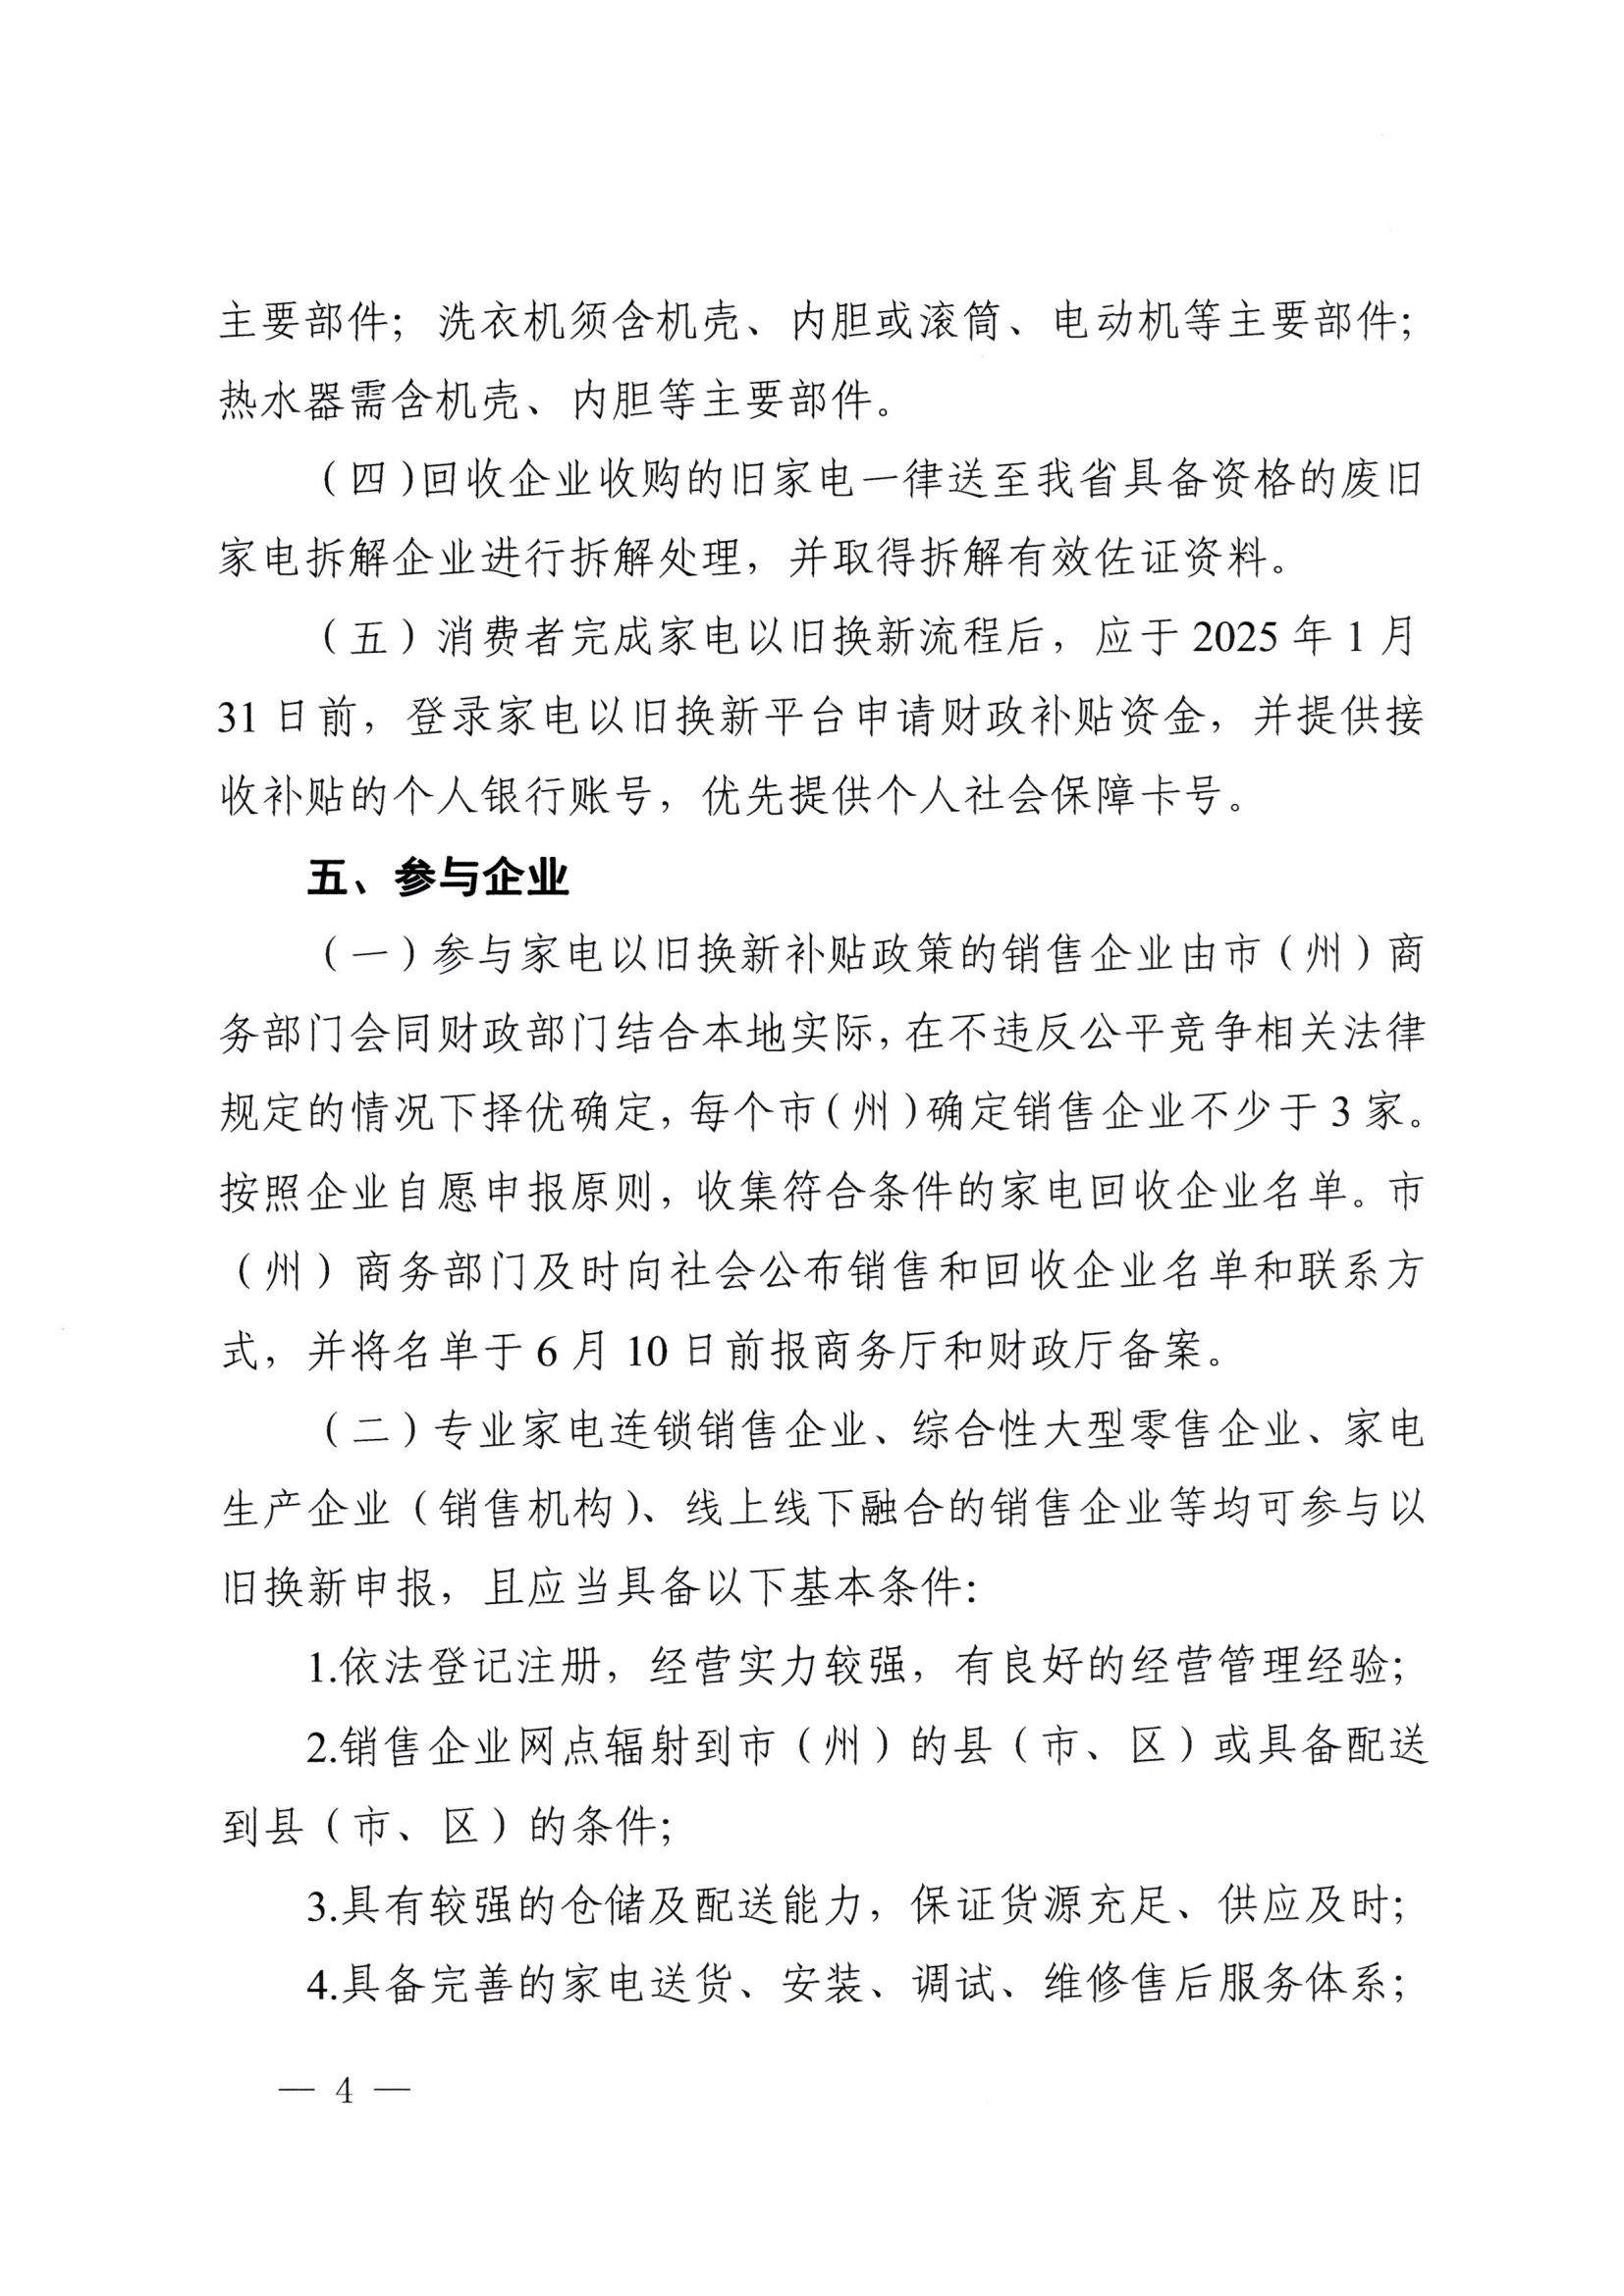 主要部件；洗衣机须含机壳、内胆或滚筒、电动机等主要部件；
热水器需含机壳、内胆等主要部件。
（四）回收企业收购的旧家电一律送至我省具备资格的废旧
家电拆解企业进行拆解处理，并取得拆解有效佐证资料。
（五）消费者完成家电以旧换新流程后，应于 2025 年 1 月
31 日前，登录家电以旧换新平台申请财政补贴资金，并提供接
收补贴的个人银行账号，优先提供个人社会保障卡号。
五、参与企业
（一）参与家电以旧换新补贴政策的销售企业由市（州）商
务部门会同财政部门结合本地实际，在不违反公平竞争相关法律
规定的情况下择优确定，每个市（州）确定销售企业不少于 3 家。
按照企业自愿申报原则，收集符合条件的家电回收企业名单。市
（州）商务部门及时向社会公布销售和回收企业名单和联系方
式，并将名单于 6 月 10 日前报商务厅和财政厅备案。
（二）专业家电连锁销售企业、综合性大型零售企业、家电
生产企业（销售机构）、线上线下融合的销售企业等均可参与以
旧换新申报，且应当具备以下基本条件：
1.依法登记注册，经营实力较强，有良好的经营管理经验；
2.销售企业网点辐射到市（州）的县（市、区）或具备配送
到县（市、区）的条件；
3.具有较强的仓储及配送能力，保证货源充足、供应及时；
4.具备完善的家电送货、安装、调试、维修售后服务体系；
— 4 —